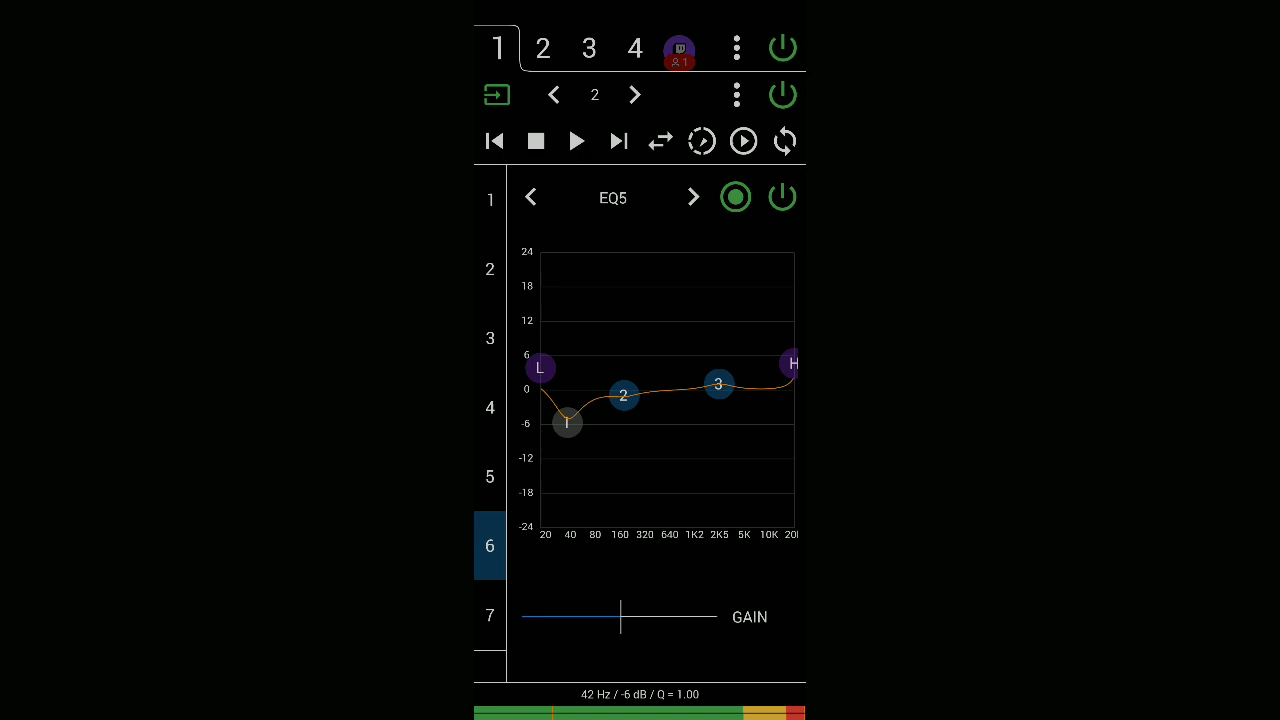 1 2 3 4 1
2
1 EQ5
2
3
4
5
6
7
24
18
12
6
0
-6
-12
-18
-24
L 1 2 3 H
20 40 80 160 320 640 1K2 2K5 5K 10K
GAIN
42 Hz / -6 dB / Q = 1.00